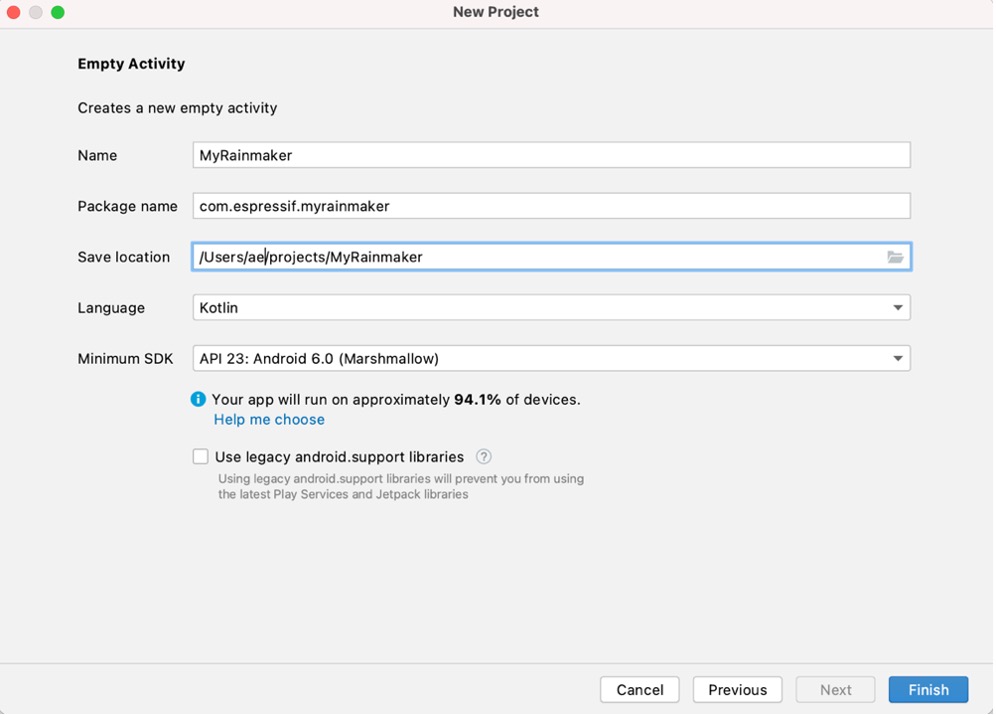 New Project
Empty Activity
Creates a new empty activity
Name MyRainmaker
Package name com.espressif.myrainmaker
Save location /Users/ae/projects/MyRainmaker
Language Kotlin
Minimum SDK API 23: Android 6.0 (Marshmallow)
Your app will run on approximately 94.1% of devices.
Help me choose
Use legacy android.support libraries ?
Using legacy android.support libraries will prevent you from using
the latest Play Services and Jetpack libraries
Cancel Previous Next Finish